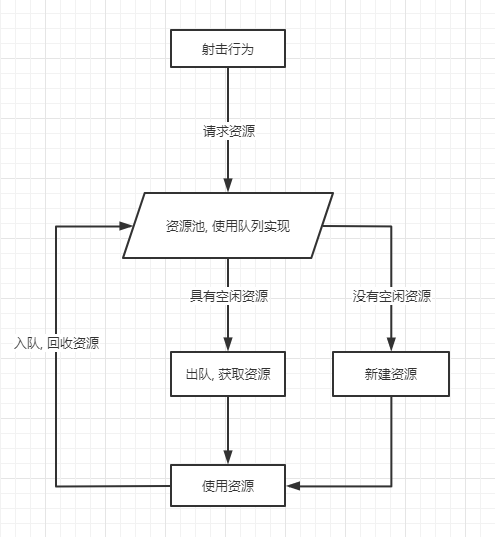 射击行为
请求资源
资源池, 使用队列实现
具有空闲资源
没有空闲资源
入队, 回收资源
出队, 获取资源
新建资源
使用资源